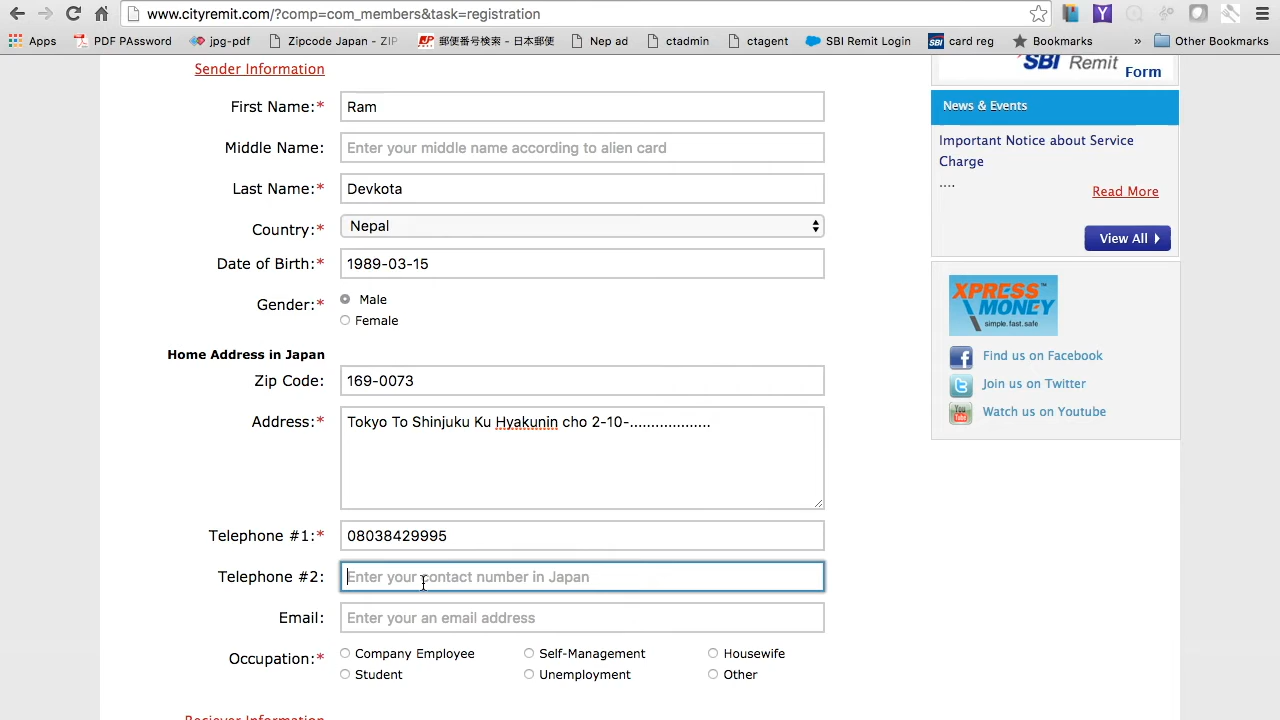 www.cityremit.com/?comp=com_members&task=registration
Apps PDF PAssword jpg-pdf Zipcode Japan - ZIP 郵便番号検索 - 日本郵便 Nep ad ctadmin ctagent SBI Remit Login card reg Bookmarks » Other Bookmarks
Sender Information
First Name:* Ram
Middle Name: Enter your middle name according to alien card
Last Name:* Devkota
Country:* Nepal
Date of Birth:* 1989-03-15
Gender:* Male
Female
Home Address in Japan
Zip Code: 169-0073
Address:* Tokyo To Shinjuku Ku Hyakunin cho 2-10-...................
Telephone #1:* 08038429995
Telephone #2: Enter your contact number in Japan
Email: Enter your an email address
Occupation:* Company Employee Self-Management Housewife
Student Unemployment Other
Reciever Information
SBI Remit Form
News & Events
Important Notice about Service
Charge
....
Read More
View All
XPRESS
MONEY
simple.fast.safe
Find us on Facebook
Join us on Twitter
Watch us on Youtube